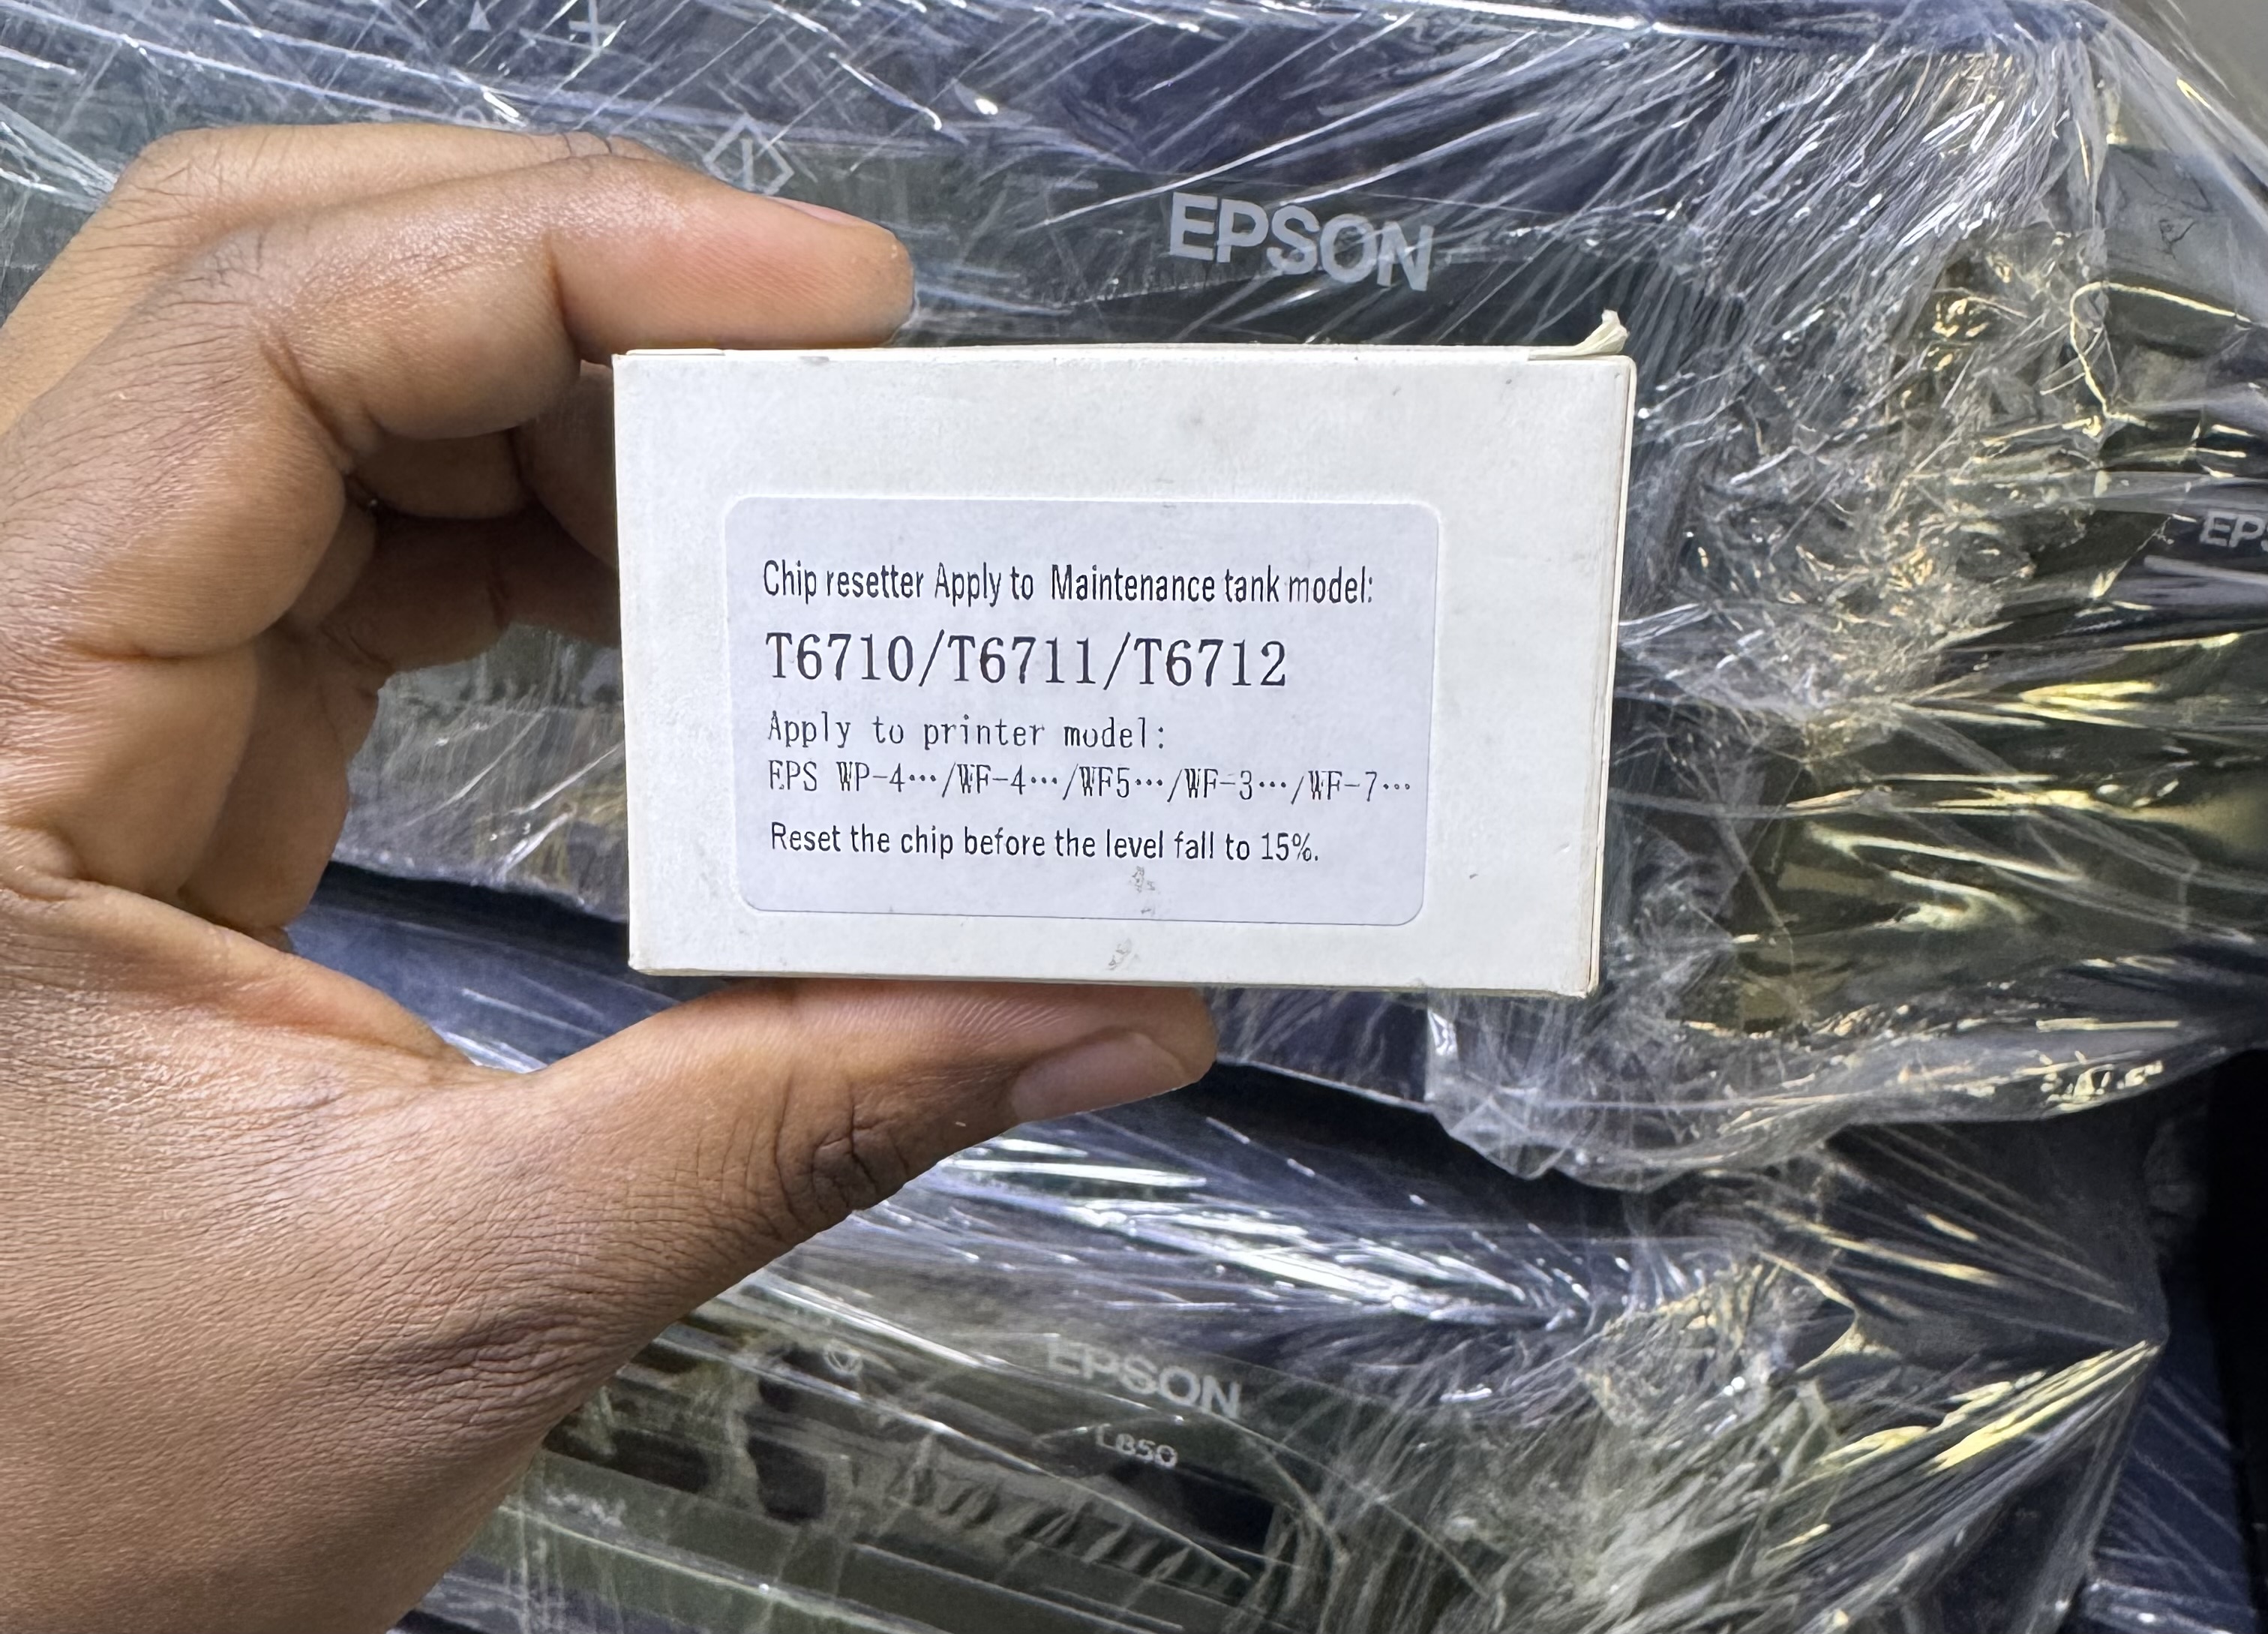 EPSON
EPS
Chip resetter Apply to Maintenance tank model:
T6710/T6711/T6712
Apply to printer model:
EPS WP-4···/WF-4···/WF5···/WF-3···/WF-7···
Reset the chip before the level fall to 15%.
EPSON
L850